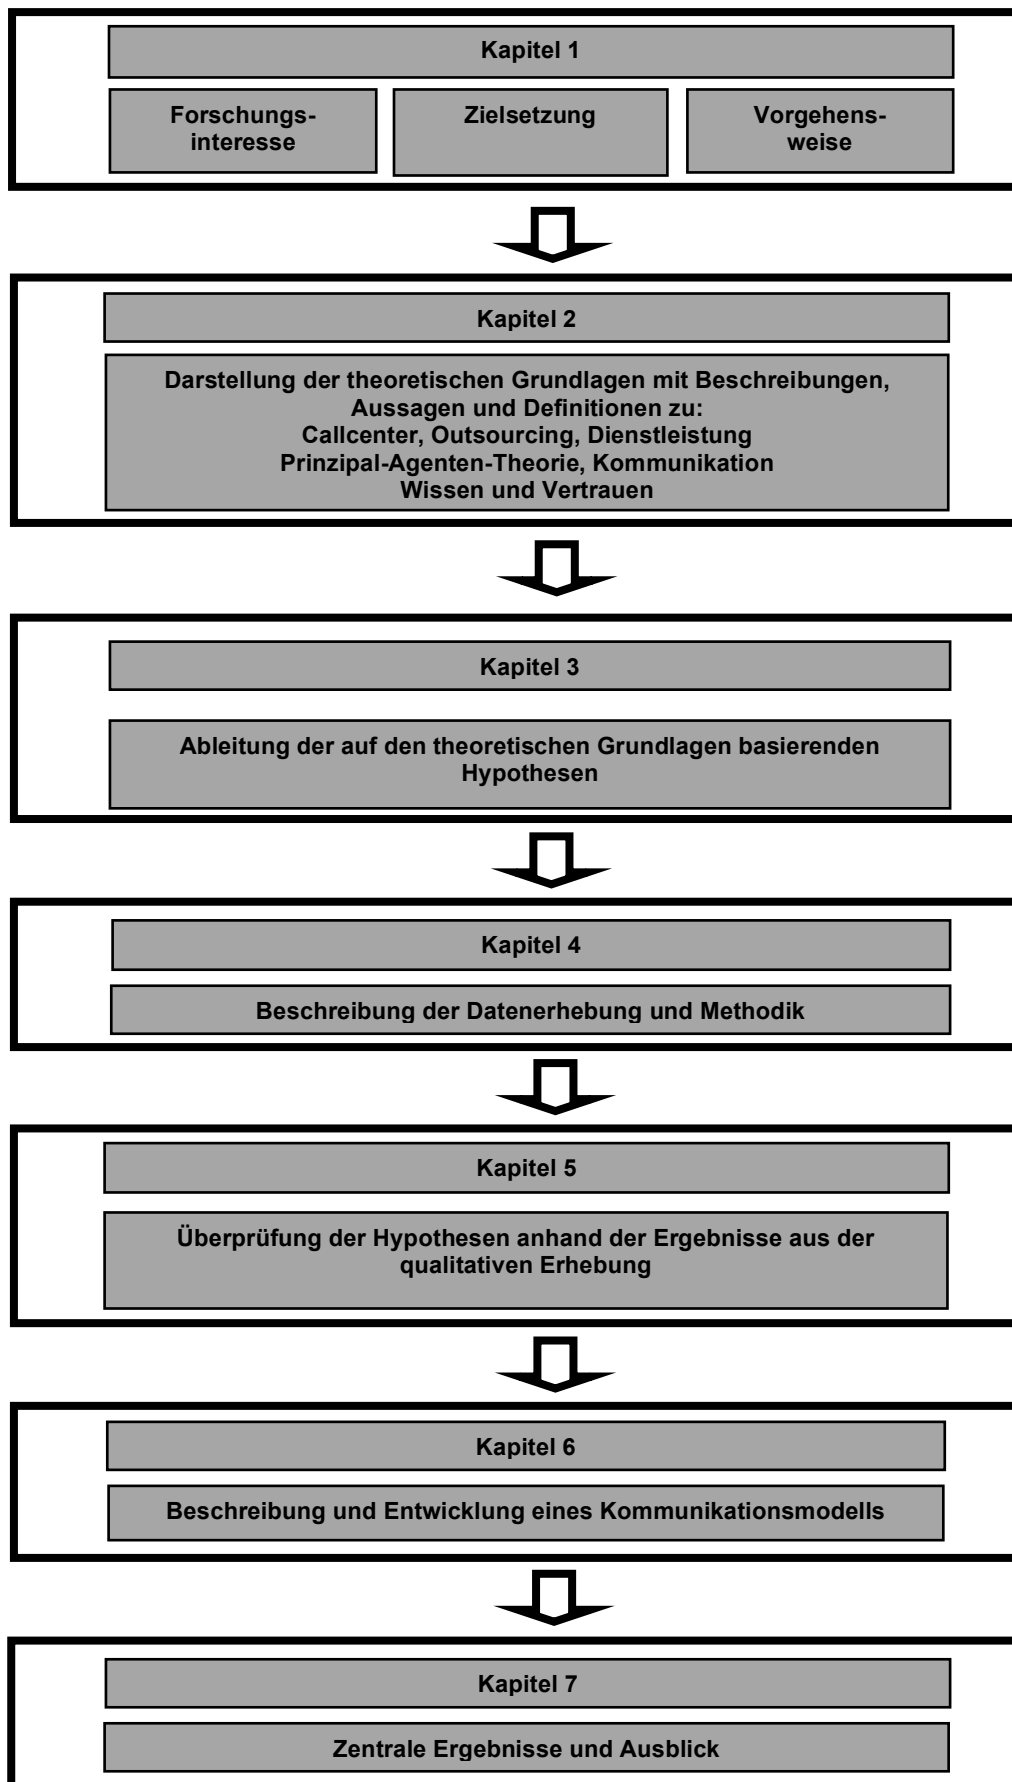 Kapitel 1
Forschungs-
interesse
Zielsetzung
Vorgehens-
weise
Kapitel 2
Darstellung der theoretischen Grundlagen mit Beschreibungen,
Aussagen und Definitionen zu:
Callcenter, Outsourcing, Dienstleistung
Prinzipal-Agenten-Theorie, Kommunikation
Wissen und Vertrauen
Kapitel 3
Ableitung der auf den theoretischen Grundlagen basierenden
Hypothesen
Kapitel 4
Beschreibung der Datenerhebung und Methodik
Kapitel 5
Überprüfung der Hypothesen anhand der Ergebnisse aus der
qualitativen Erhebung
Kapitel 6
Beschreibung und Entwicklung eines Kommunikationsmodells
Kapitel 7
Zentrale Ergebnisse und Ausblick